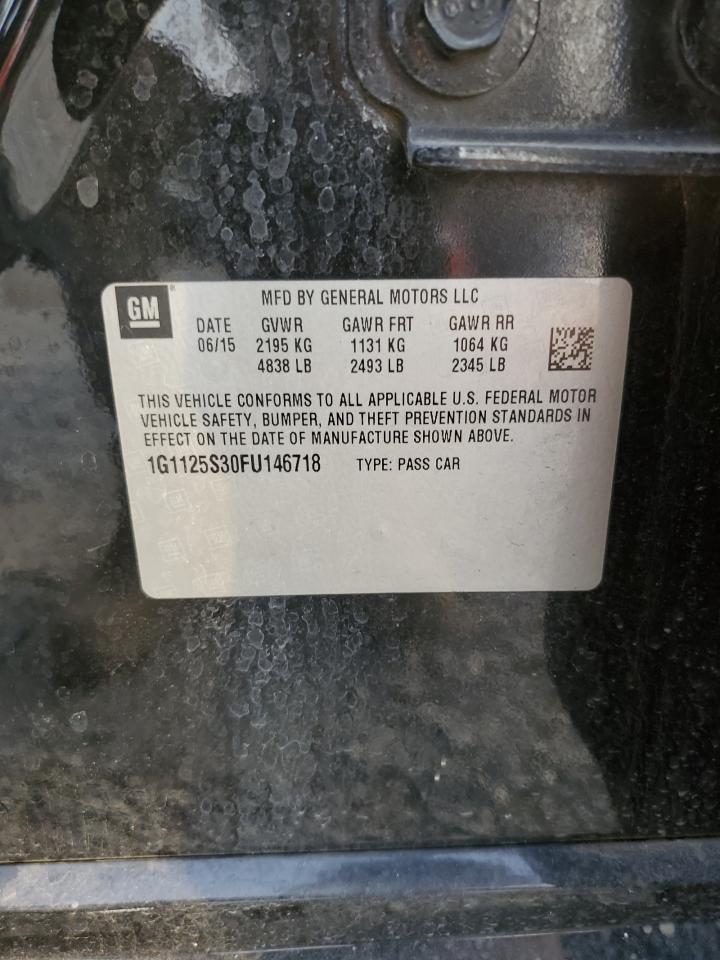 GM® MFD BY GENERAL MOTORS LLC
DATE GVWR GAWR FRT GAWR RR
06/15 2195 KG 1131 KG 1064 KG
4838 LB 2493 LB 2345 LB
THIS VEHICLE CONFORMS TO ALL APPLICABLE U.S. FEDERAL MOTOR
VEHICLE SAFETY, BUMPER, AND THEFT PREVENTION STANDARDS IN
EFFECT ON THE DATE OF MANUFACTURE SHOWN ABOVE.
1G1125S30FU146718 TYPE: PASS CAR